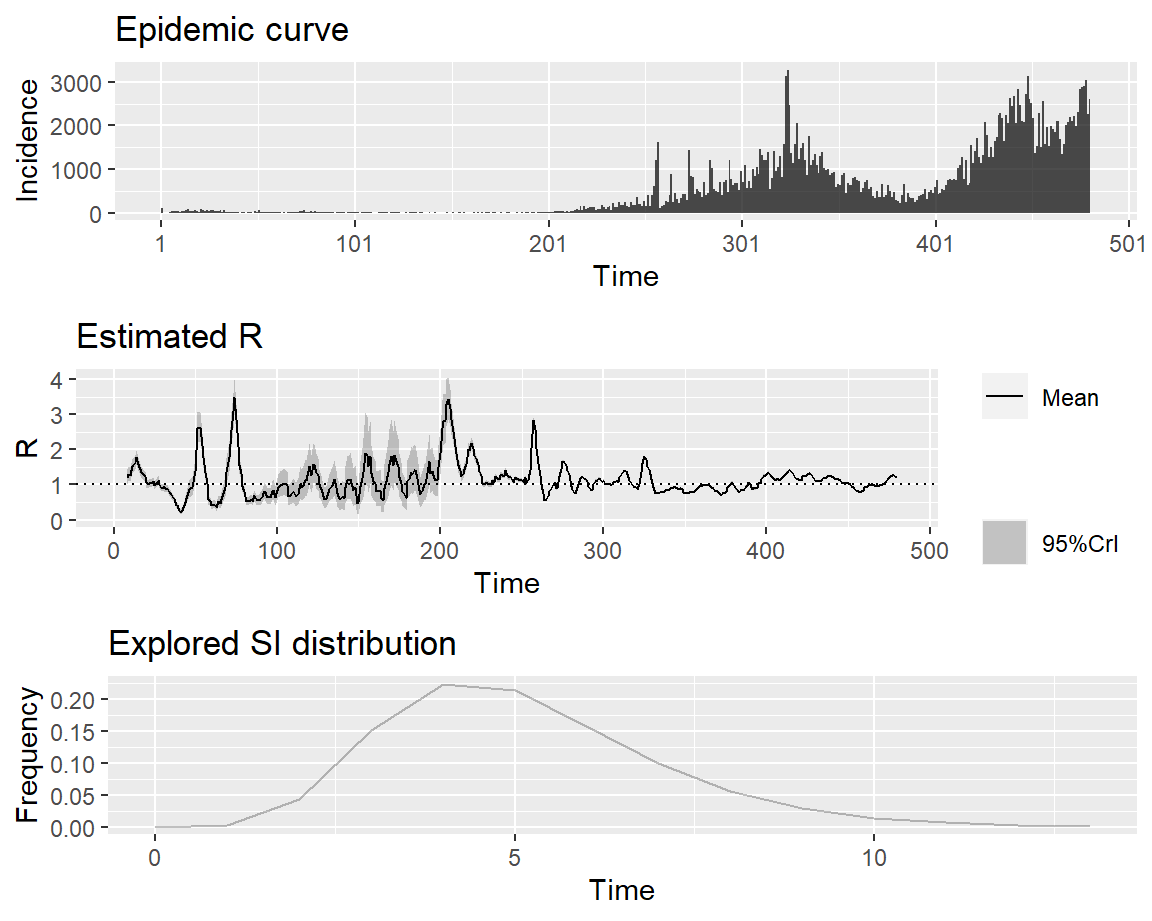 Epidemic curve
Incidence
3000
2000
1000
0
1 101 201 301 401 501
Time
Estimated R
R
4
3
2
1
0
0 100 200 300 400 500
Time
Mean
95%CrI
Explored SI distribution
Frequency
0.20
0.15
0.10
0.05
0.00
0 5 10
Time